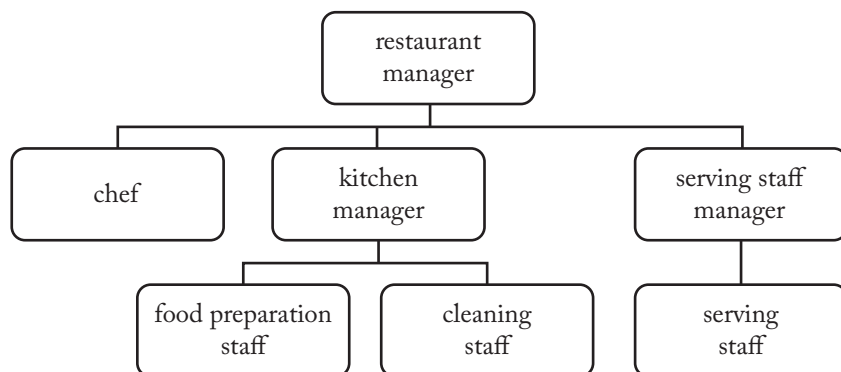 restaurant
manager
chef
kitchen
manager
serving staff
manager
food preparation
staff
cleaning
staff
serving
staff